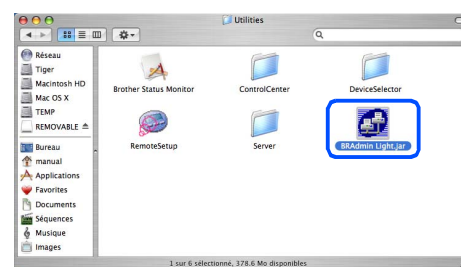 Utilities
Réseau
Tiger
Macintosh HD
Mac OS X
TEMP
REMOVABLE
Bureau
manual
Applications
Favorites
Documents
Séquences
Musique
Images
Brother Status Monitor
ControlCenter
DeviceSelector
RemoteSetup
Server
BRAdmin Light.jar
1 sur 6 sélectionné, 378.6 Mo disponibles